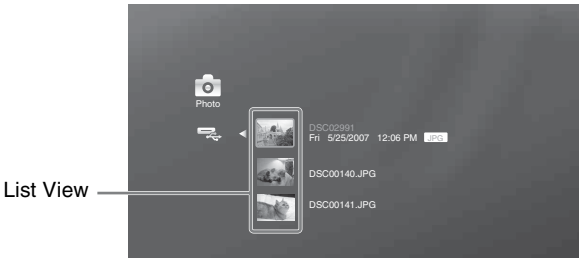 Photo
DSC02991
Fri 5/25/2007 12:06 PM JPG
DSC00140.JPG
List View
DSC00141.JPG